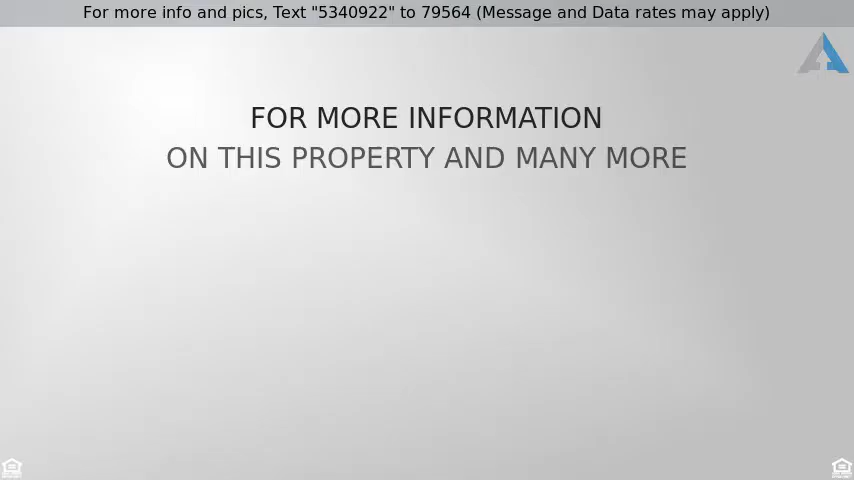 For more info and pics, Text "5340922" to 79564 (Message and Data rates may apply)
FOR MORE INFORMATION
ON THIS PROPERTY AND MANY MORE